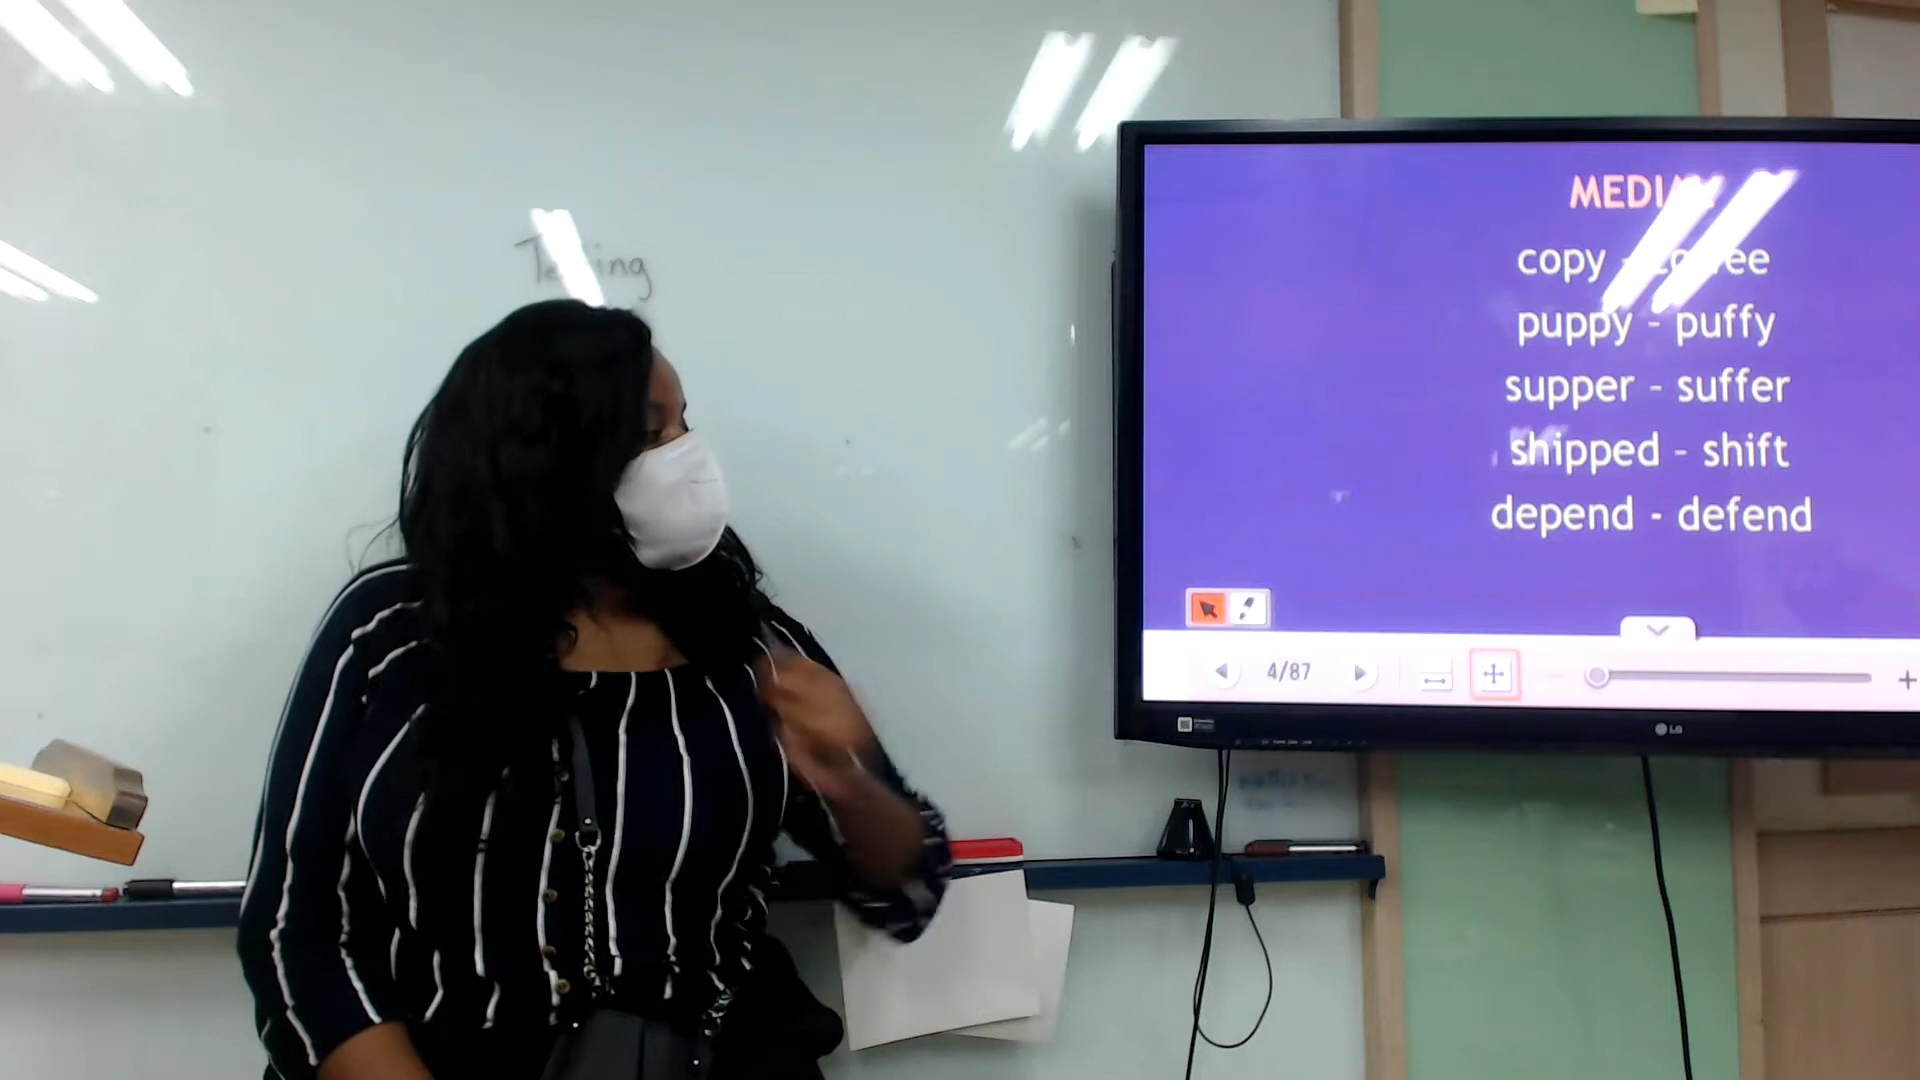 copy -
puppy - puffy
supper - suffer
shipped - shift
depend - defend
4/87
LG